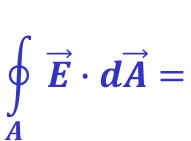 ∮_A E⃗ · dA⃗ =